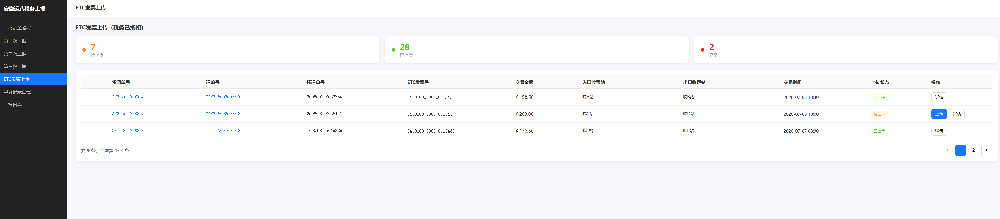 安徽运八税务上报
上报运单看板
第一次上报
第二次上报
第三次上报
ETC发票上传
申诉记录管理
上报日志
ETC发票上传
ETC发票上传（税务已抵扣）
7
待上传
28
已上传
2
异常
货源单号 运单号 托运单号 ETC发票号 交易金额 入口收费站 出口收费站 交易时间 上传状态 操作
GH20260709004 TCNY05002603700… 260609093052334… 34102000000000123456 ¥ 158.50 皖A站 皖B站 2026-07-06 18:30 已上传 详情
GH20260709005 TCNY05002603700… 260609093055441… 34102000000000123457 ¥ 203.00 皖C站 皖D站 2026-07-06 19:00 待上传 上传 详情
GH20260709006 TCNY05002603700… 260610093049229… 34102000000000123458 ¥ 176.50 皖E站 皖F站 2026-07-07 08:30 已上传 详情
共 9 条，当前第 1~3 条
< 1 2 >